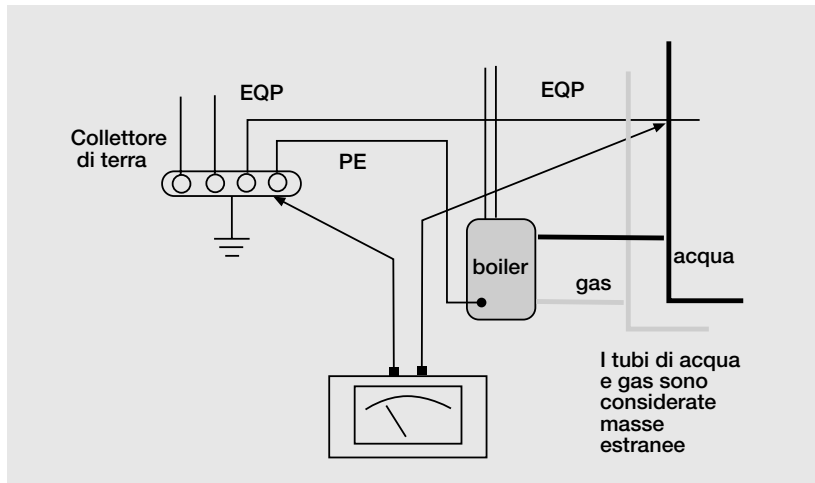 EQP
EQP
Collettore
di terra
PE
boiler
acqua
gas
I tubi di acqua
e gas sono
considerate
masse
estranee